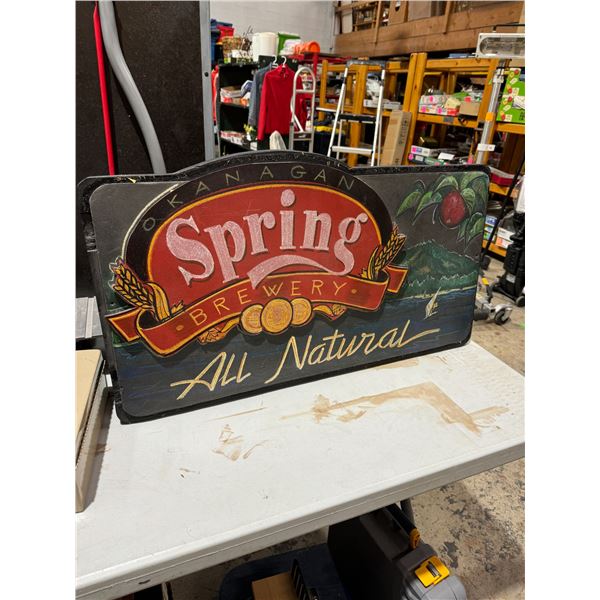 OKANAGAN
Spring
· BREWERY ·
All Natural